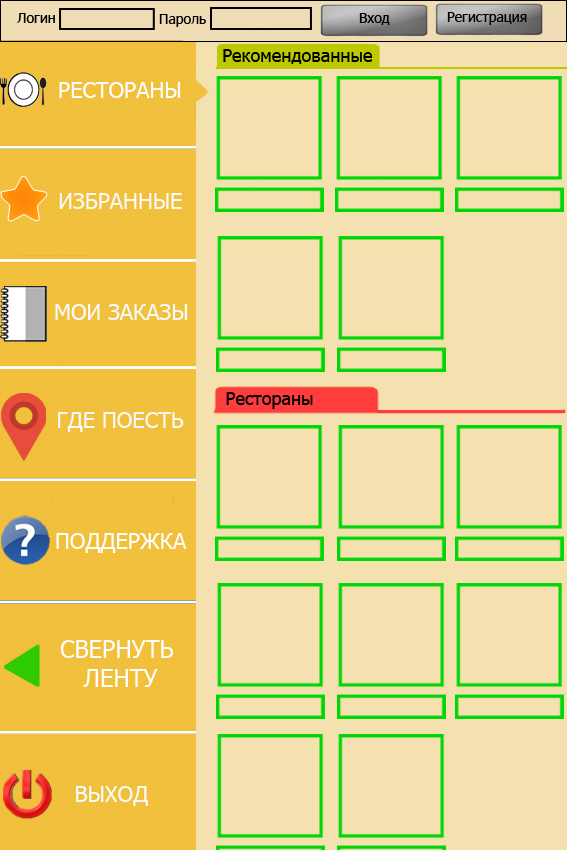 Логин Пароль Вход Регистрация
Рекомендованные
РЕСТОРАНЫ
ИЗБРАННЫЕ
МОИ ЗАКАЗЫ
Рестораны
ГДЕ ПОЕСТЬ
?
ПОДДЕРЖКА
СВЕРНУТЬ
ЛЕНТУ
ВЫХОД